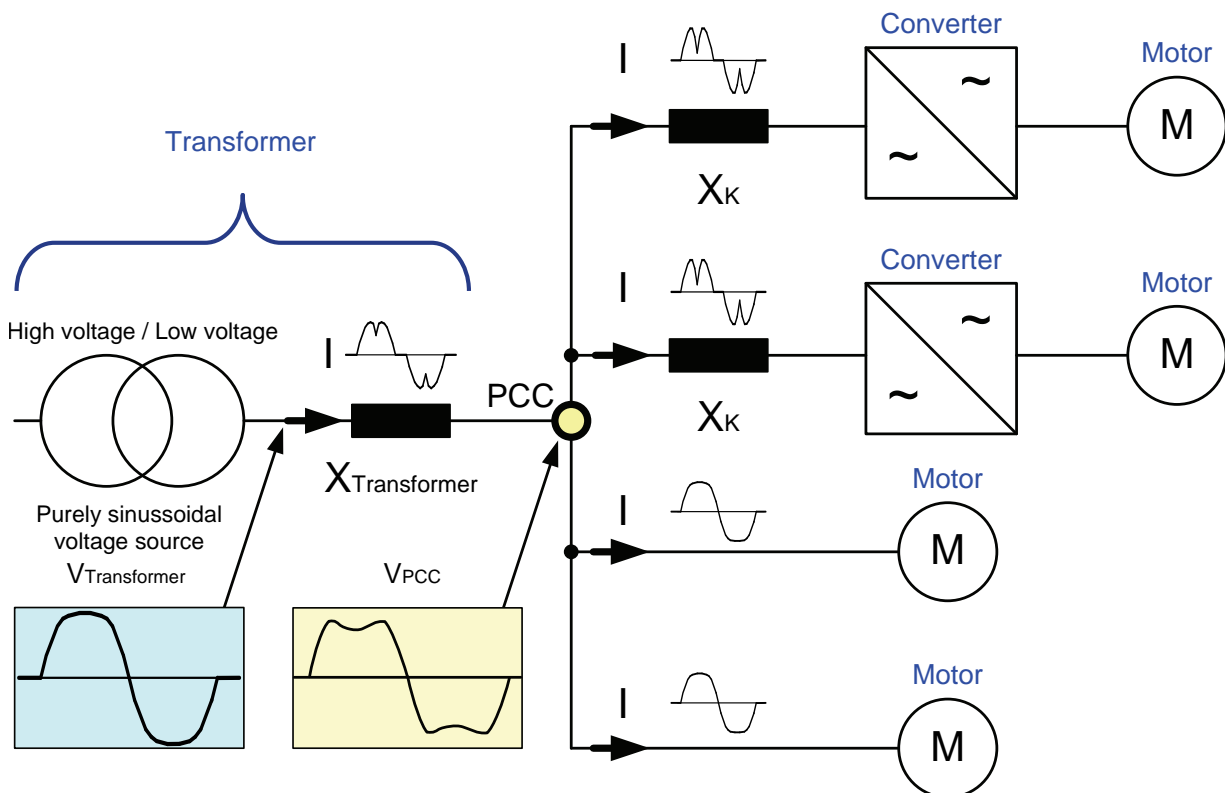 Converter
Motor
I
~
~
M
XK
Transformer
Converter
Motor
I
~
~
M
XK
High voltage / Low voltage
I
PCC
XTransformer
Purely sinussoidal
voltage source
VTransformer
VPCC
Motor
I
M
Motor
I
M